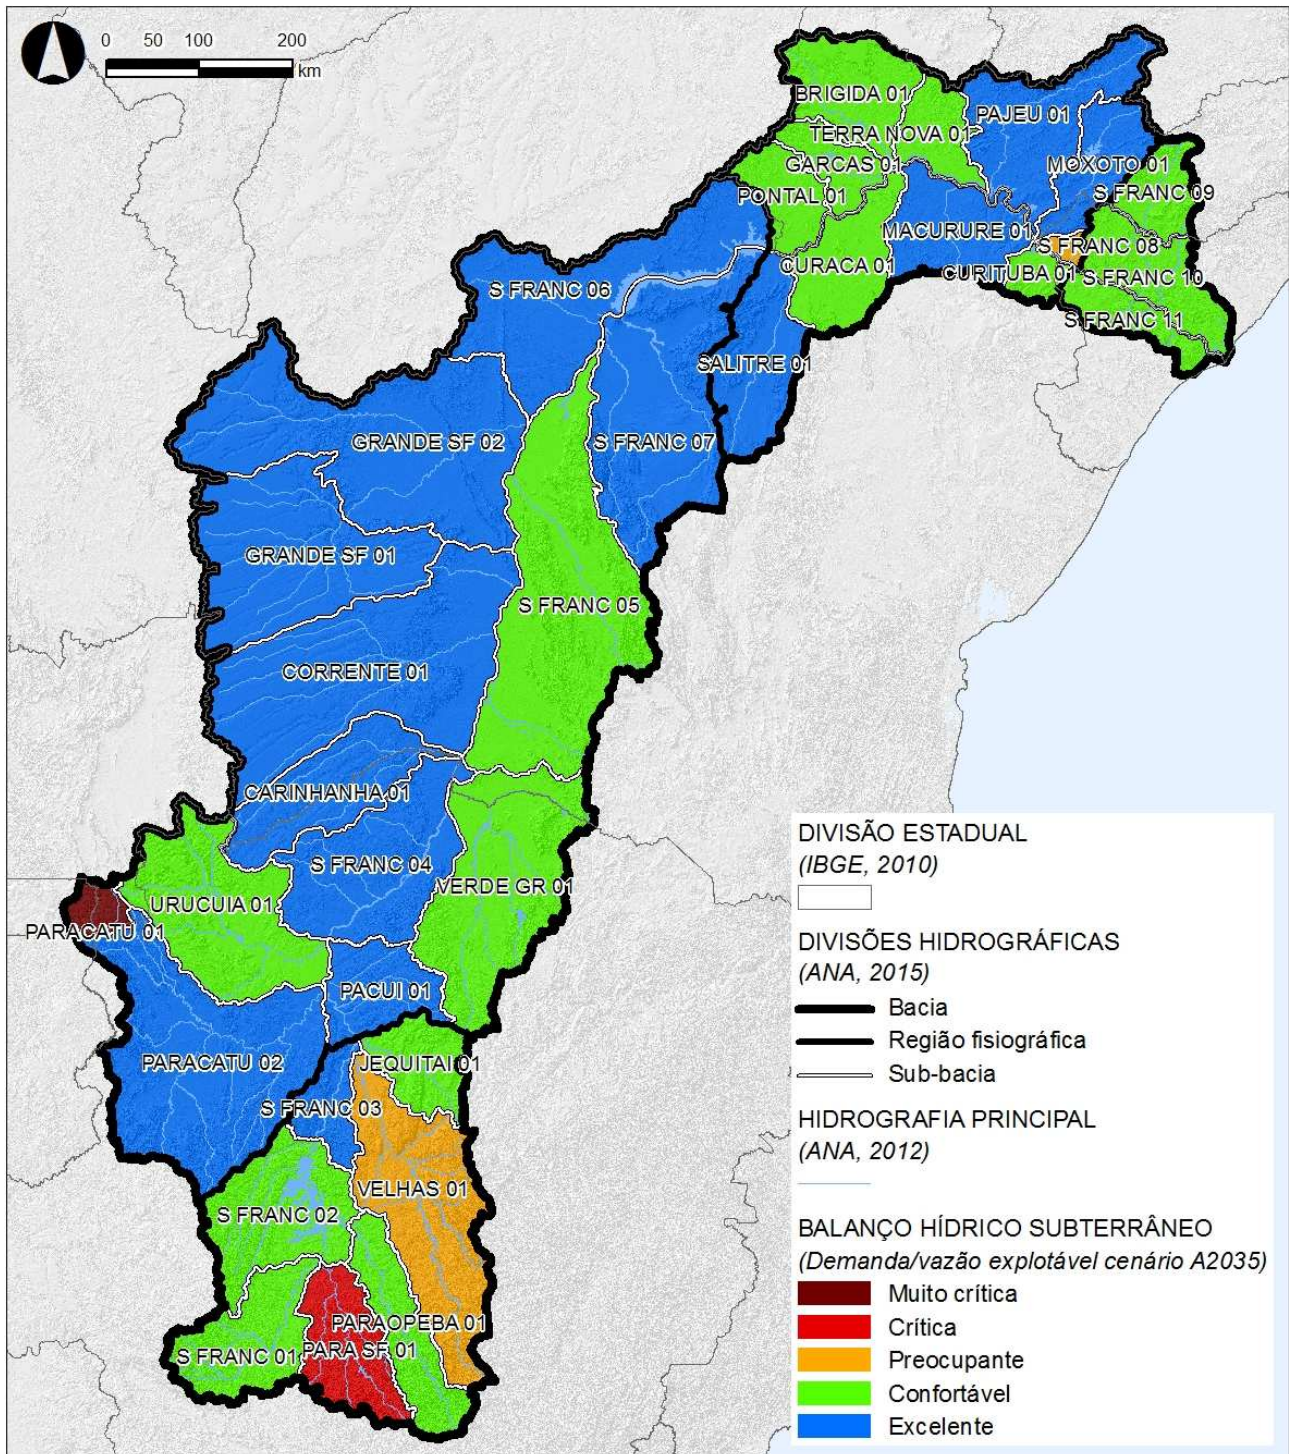 0 50 100 200
km
BRIGIDA 01
PAJEU 01
TERRA NOVA 01
GARCAS 01
MOXOTO 01
S FRANC 09
PONTAL 01
MACURURE 01
S FRANC 08
CURACA 01
CURITUBA 01
S FRANC 10
S FRANC 06
S FRANC 11
SALITRE 01
GRANDE SF 02
S FRANC 07
GRANDE SF 01
S FRANC 05
CORRENTE 01
CARINHANHA 01
S FRANC 04
VERDE GR 01
URUCUIA 01
PARACATU 01
PACUI 01
PARACATU 02
JEQUITAI 01
S FRANC 03
VELHAS 01
S FRANC 02
PARAOPEBA 01
S FRANC 01
PARA SF 01
DIVISÃO ESTADUAL
(IBGE, 2010)
DIVISÕES HIDROGRÁFICAS
(ANA, 2015)
Bacia
Região fisiográfica
Sub-bacia
HIDROGRAFIA PRINCIPAL
(ANA, 2012)
BALANÇO HÍDRICO SUBTERRÂNEO
(Demanda/vazão explotável cenário A2035)
Muito crítica
Crítica
Preocupante
Confortável
Excelente